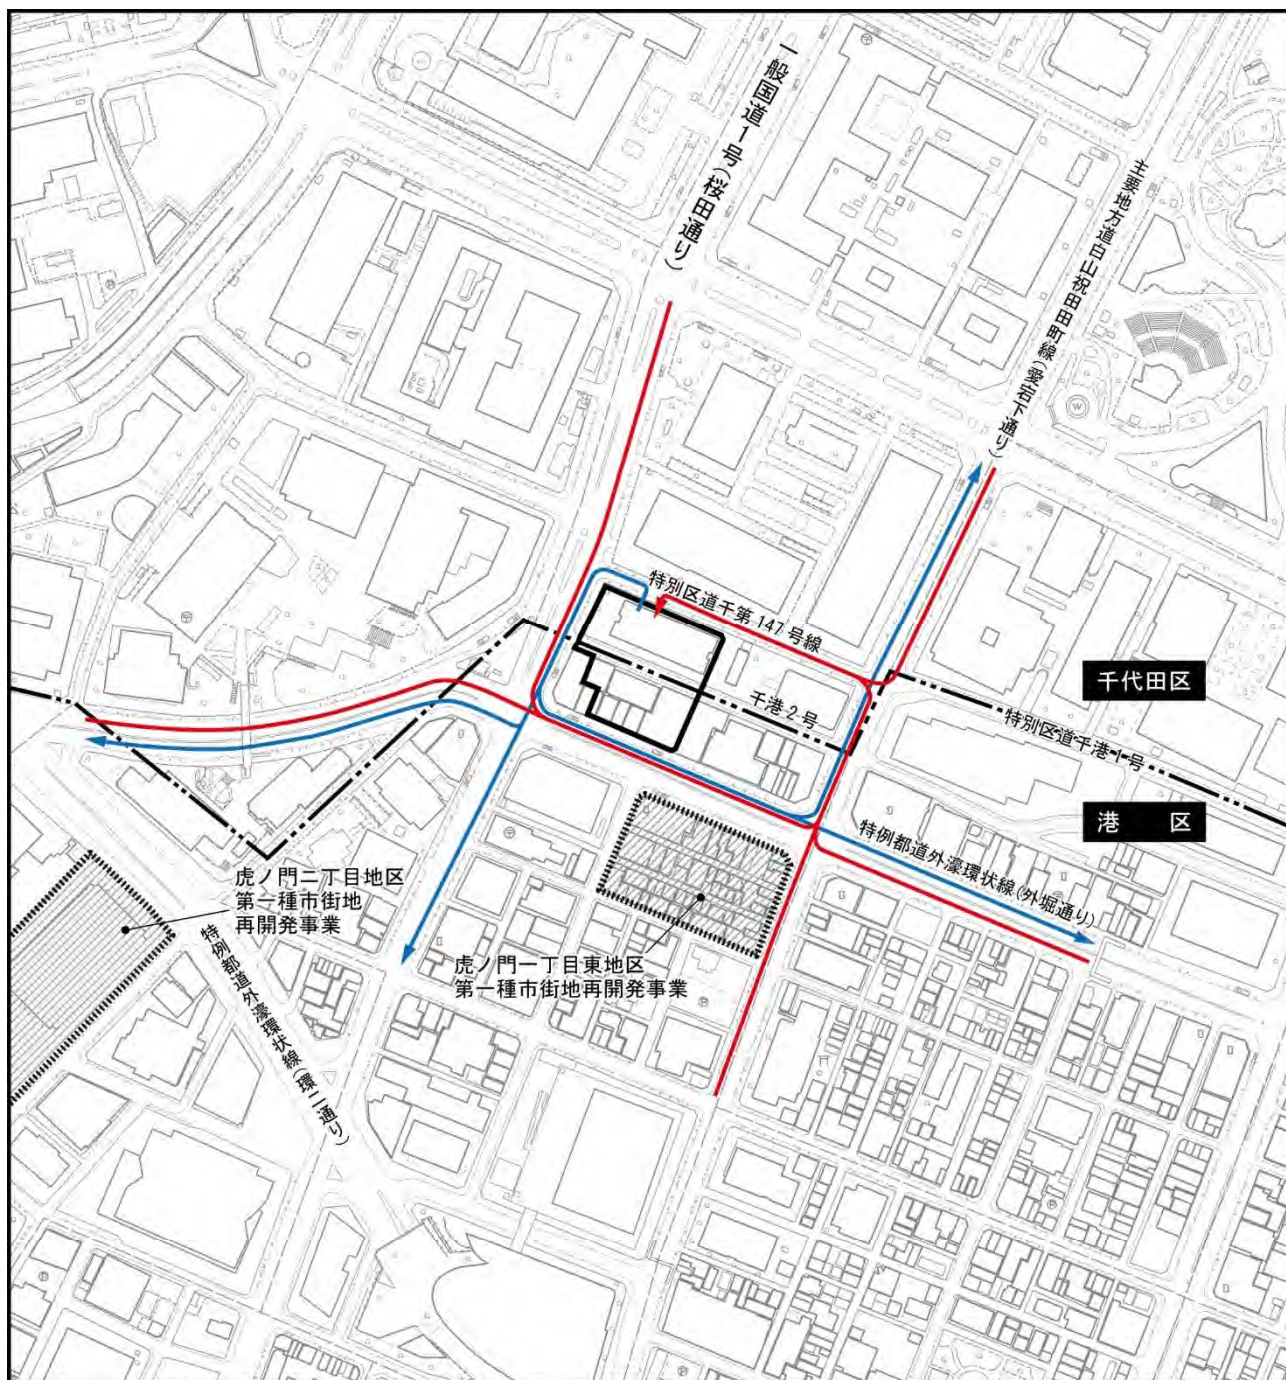 一般国道1号(桜田通り)
主要地方道白山祝田田町線(愛宕下通り)
特別区道千第147号線
千代田区
千港2号
特別区道千港1号
港 区
特例都道外濠環状線(外堀通り)
虎ノ門二丁目地区
第一種市街地
再開発事業
虎ノ門一丁目東地区
第一種市街地再開発事業
特例都道外濠環状線(環二通り)